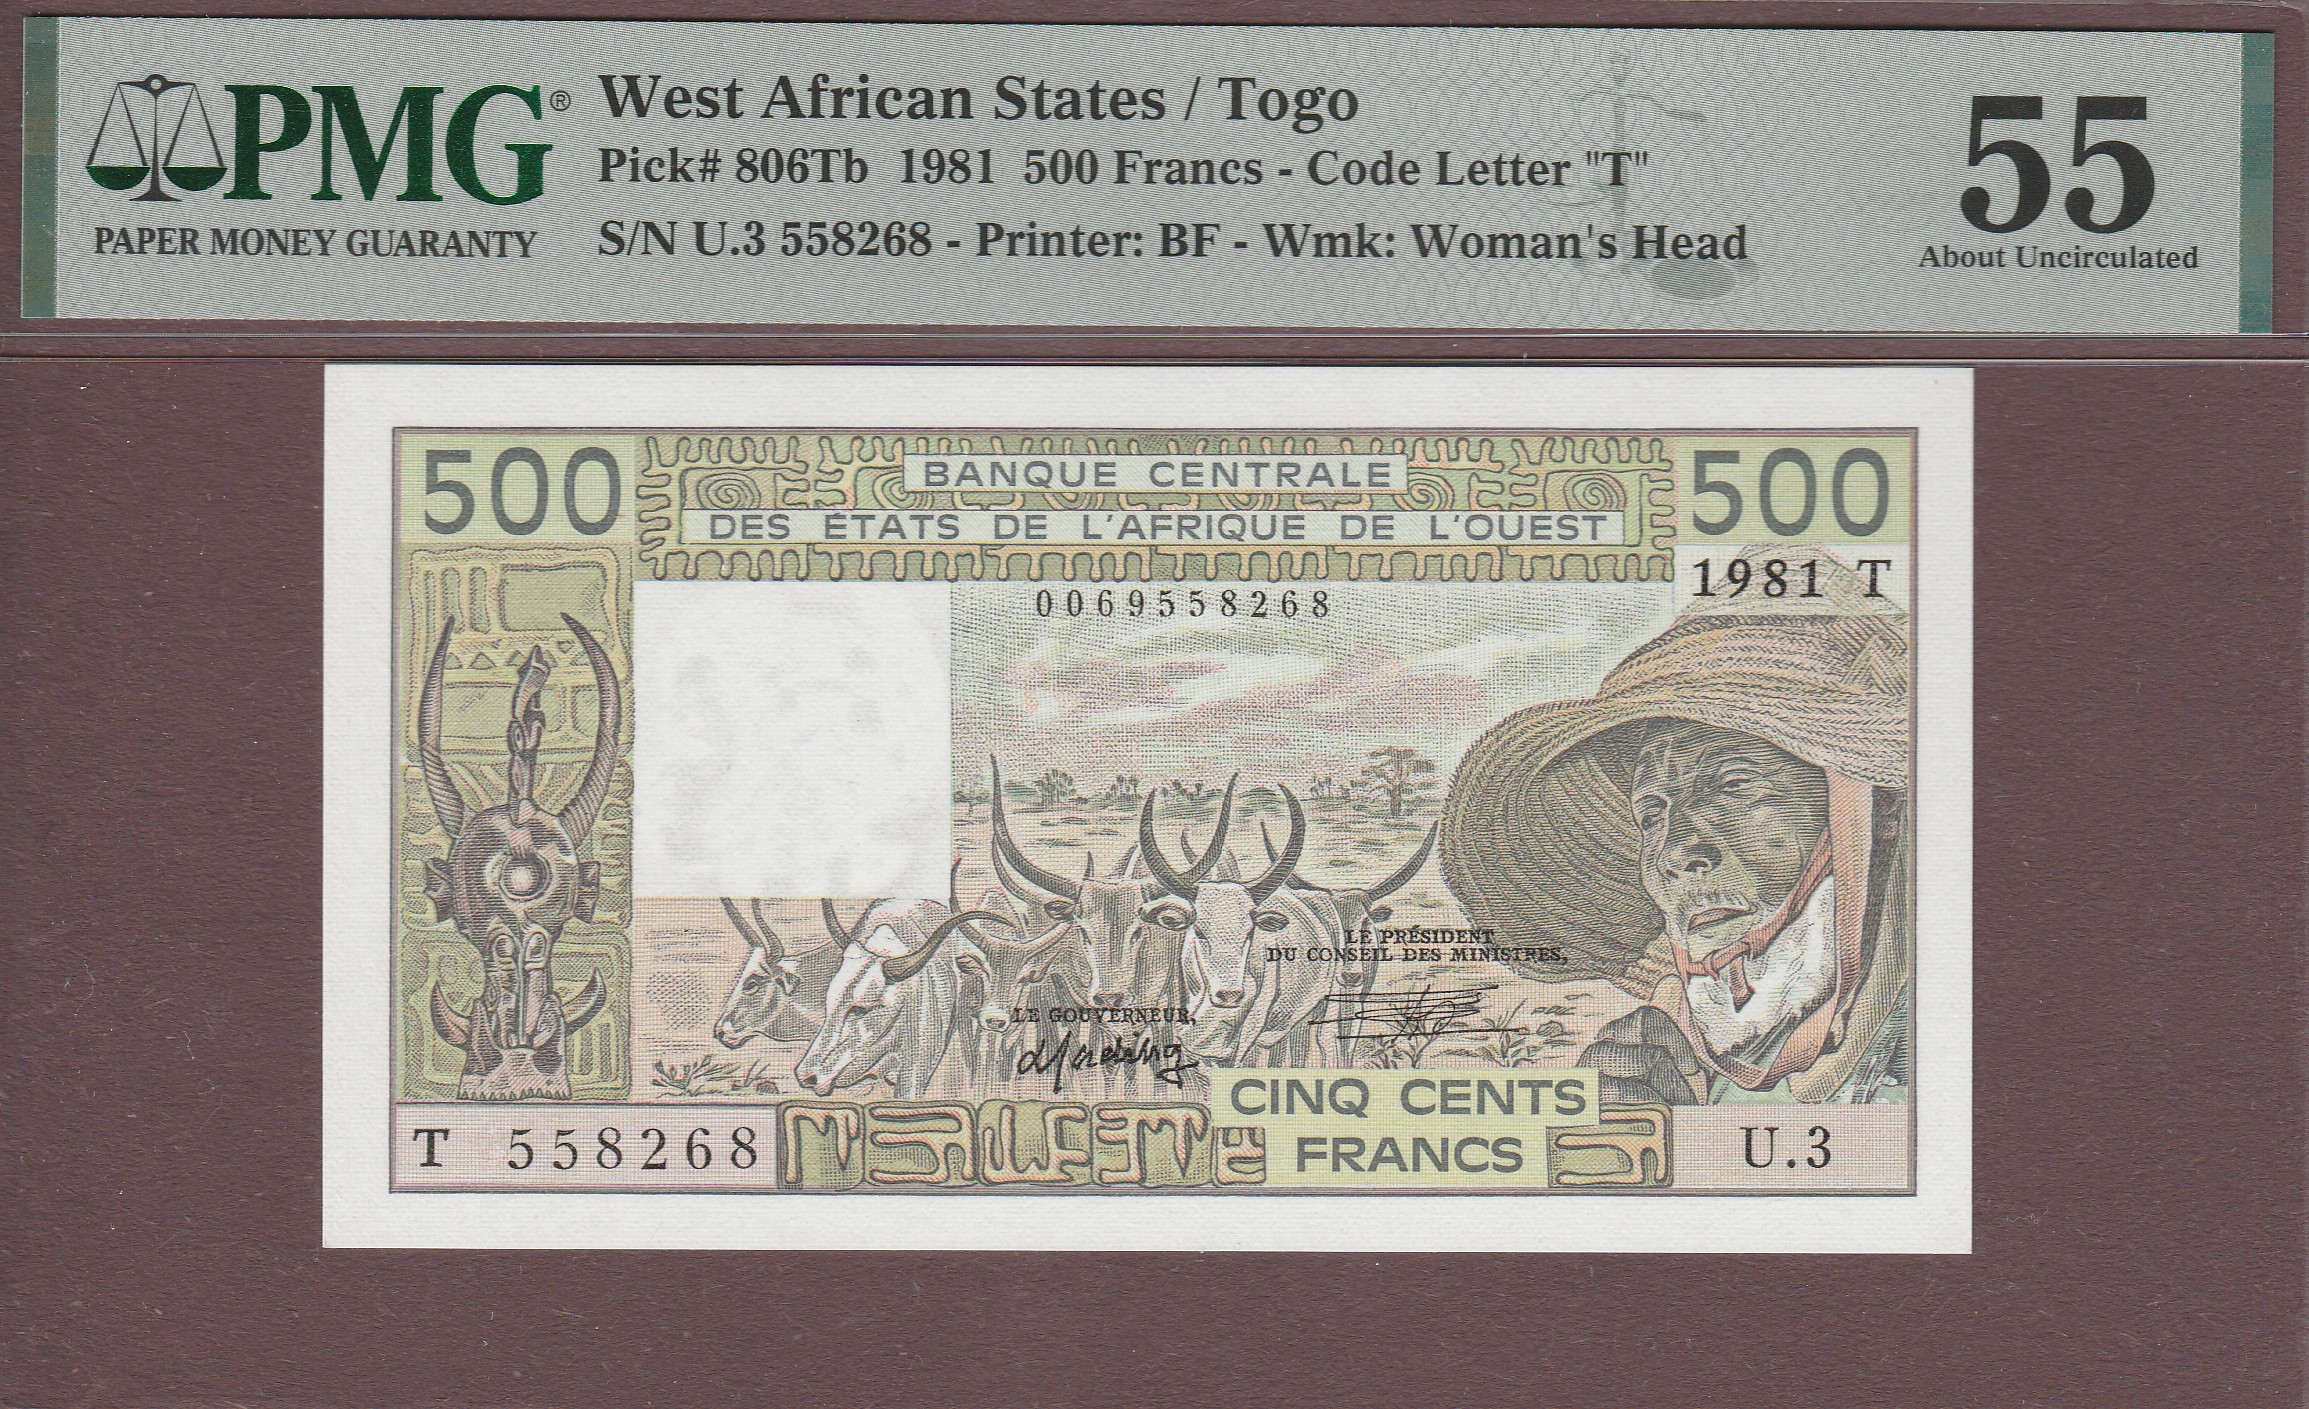 PMG®
PAPER MONEY GUARANTY
West African States / Togo
Pick# 806Tb 1981 500 Francs - Code Letter "T"
S/N U.3 558268 - Printer: BF - Wmk: Woman's Head
55
About Uncirculated
500
BANQUE CENTRALE
DES ÉTATS DE L'AFRIQUE DE L'OUEST
500
1981 T
0069558268
LE PRÉSIDENT
DU CONSEIL DES MINISTRES,
LE GOUVERNEUR,
CINQ CENTS
FRANCS
T 558268
U.3